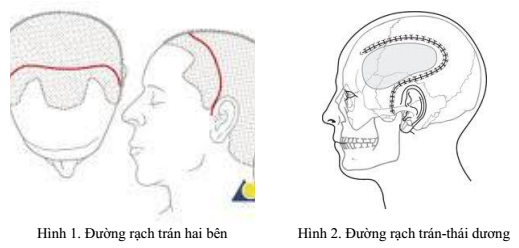 Hình 1. Đường rạch trán hai bên
Hình 2. Đường rạch trán-thái dương